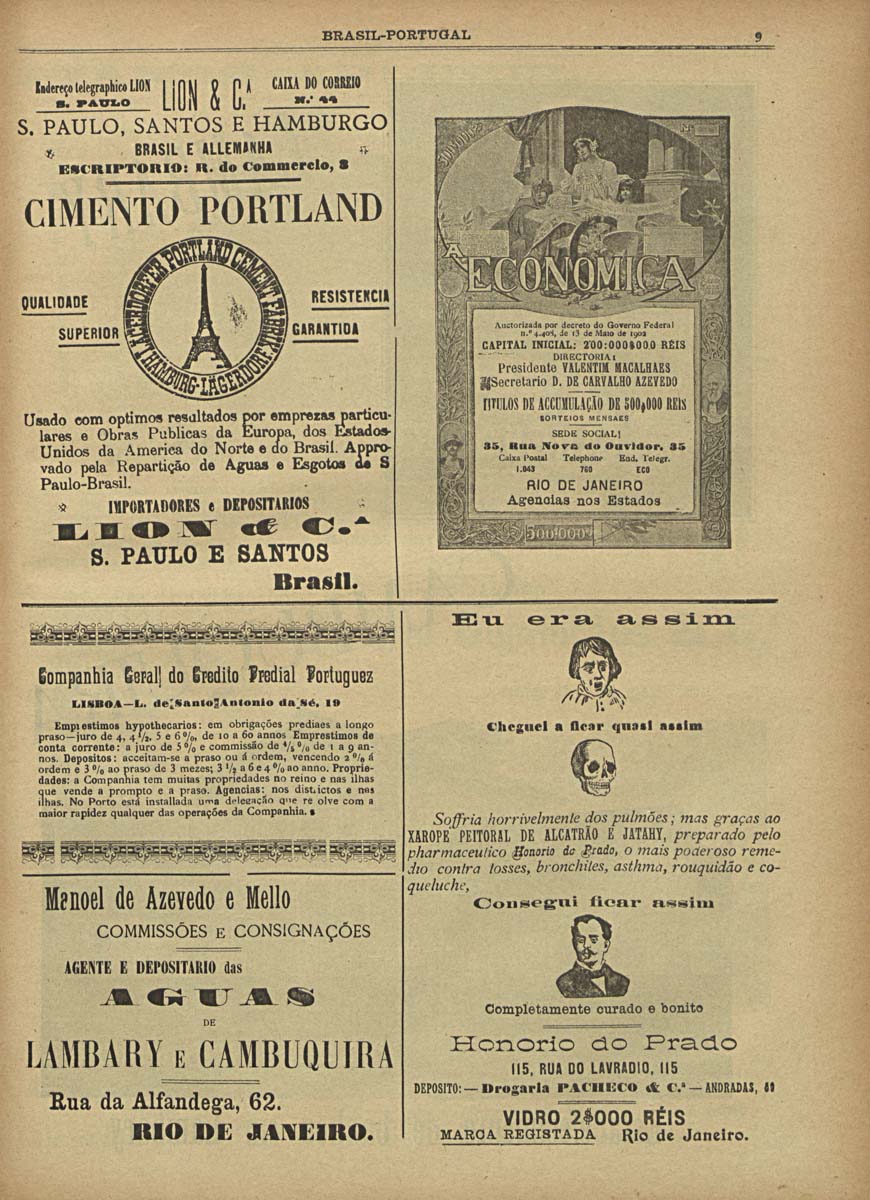 BRASIL-PORTUGAL 9
Endereço telegraphico LION
S. PAULO
LION & C.ª
CAIXA DO CORREIO
N.º 44
S. PAULO, SANTOS E HAMBURGO
BRASIL E ALLEMANHA
ESCRIPTORIO: R. do Commercio, 8
CIMENTO PORTLAND
LÄGERDORFER PORTLAND CEMENT FABRIK
HAMBURG-LÄGERDORF
QUALIDADE
SUPERIOR
RESISTENCIA
GARANTIDA
Usado com optimos resultados por emprezas particu-
lares e Obras Publicas da Europa, dos Estados-
Unidos da America do Norte e do Brasil. Appro-
vado pela Repartição de Aguas e Esgotos de S
Paulo-Brasil.
IMPORTADORES e DEPOSITARIOS
LION & C.ª
S. PAULO E SANTOS
Brasil.
A
ECONOMICA
Auctorizada por decreto do Governo Federal
n.º 4.409, de 13 de Maio de 1902
CAPITAL INICIAL: 200:000$000 RÉIS
DIRECTORIA:
Presidente VALENTIM MAGALHAES
Secretario D. DE CARVALHO AZEVEDO
TITULOS DE ACCUMULAÇÃO DE 500$000 REIS
SORTEIOS MENSAES
SEDE SOCIAL:
35, Rua Nova do Ouvidor, 35
Caixa Postal Telephone End. Telegr.
1.043 760 ECO
RIO DE JANEIRO
Agencias nos Estados
500:000$
Companhia Geral do Credito Predial Portuguez
LISBOA—L. de Santo Antonio da Sé, 19
Empiestimos hypothecarios: em obrigações prediaes a longo
praso—juro de 4, 4 1/2, 5 e 6 %, de 10 a 60 annos Emprestimos de
conta corrente: a juro de 5 % e commissão de 4/5 % de 1 a 9 an-
nos. Depositos: acceitam-se a praso ou á ordem, vencendo 2 % á
ordem e 3 % ao praso de 3 mezes; 3 1/2 a 6 e 4 % ao anno. Proprie-
dades: a Companhia tem muitas propriedades no reino e nas ilhas
que vende a prompto e a praso. Agencias: nos districtos e nas
ilhas. No Porto está installada uma delegação que re olve com a
maior rapidez qualquer das operações da Companhia.
Eu era assim
Cheguei a ficar quasi assim
Soffria horrivelmente dos pulmões; mas graças ao
XAROPE PEITORAL DE ALCATRÃO E JATAHY, preparado pelo
pharmaceutico Honorio do Prado, o mais poderoso reme-
dio contra tosses, bronchites, asthma, rouquidão e co-
queluche,
Consegui ficar assim
Completamente curado e bonito
Honorio do Prado
115, RUA DO LAVRADIO, 115
DEPOSITO:—Drogaria PACHECO & C.ª—ANDRADAS,
VIDRO 2$000 RÉIS
MARCA REGISTADA Rio de Janeiro.
Manoel de Azevedo e Mello
COMMISSÕES E CONSIGNAÇÕES
AGENTE E DEPOSITARIO das
AGUAS
DE
LAMBARY E CAMBUQUIRA
Rua da Alfandega, 62.
RIO DE JANEIRO.